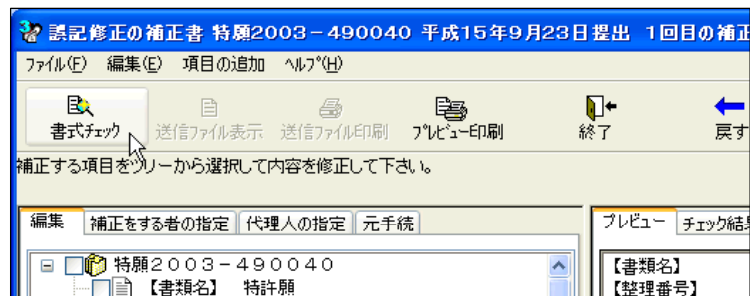 誤記修正の補正書 特願2003-490040 平成15年9月23日提出 1回目の補正
ファイル(F) 編集(E) 項目の追加 ヘルプ(H)
書式チェック 送信ファイル表示 送信ファイル印刷 プレビュー印刷 終了 戻す
補正する項目をツリーから選択して内容を修正して下さい。
編集 補正をする者の指定 代理人の指定 元手続 プレビュー チェック結果
特願2003-490040 【書類名】
【書類名】 特許願 【整理番号】